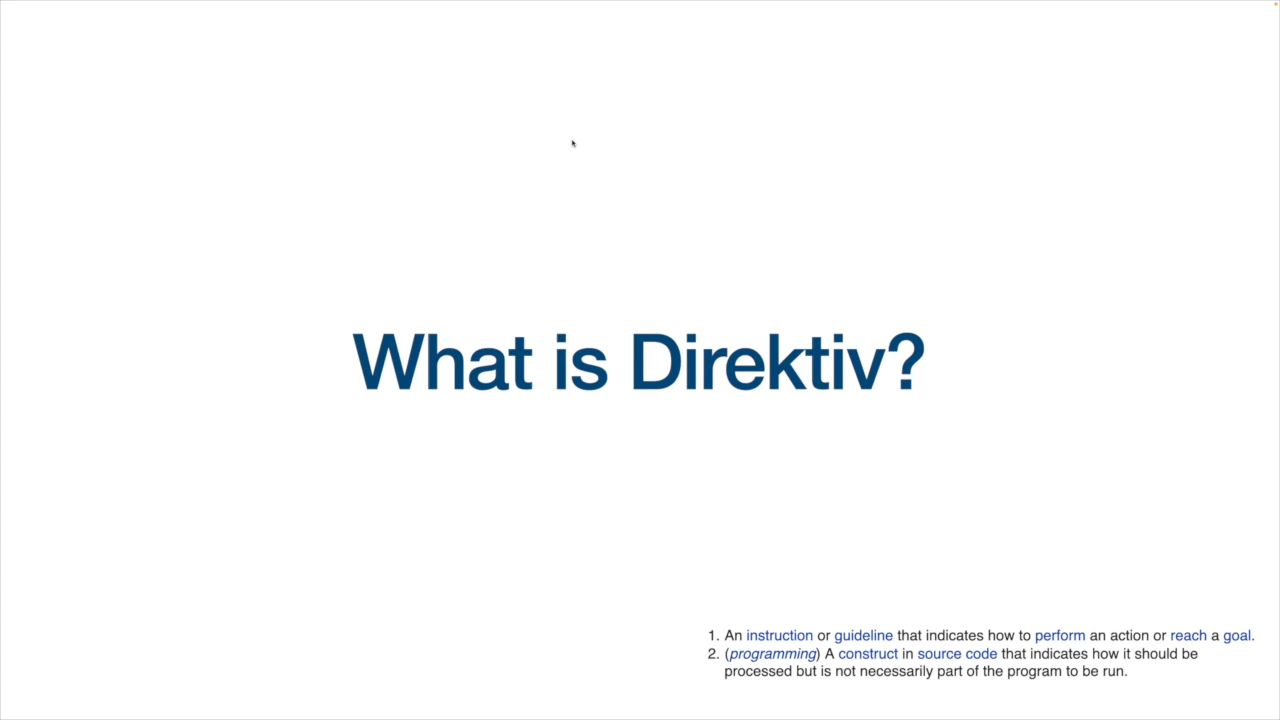 What is Direktiv?
1. An instruction or guideline that indicates how to perform an action or reach a goal.
2. (programming) A construct in source code that indicates how it should be
processed but is not necessarily part of the program to be run.